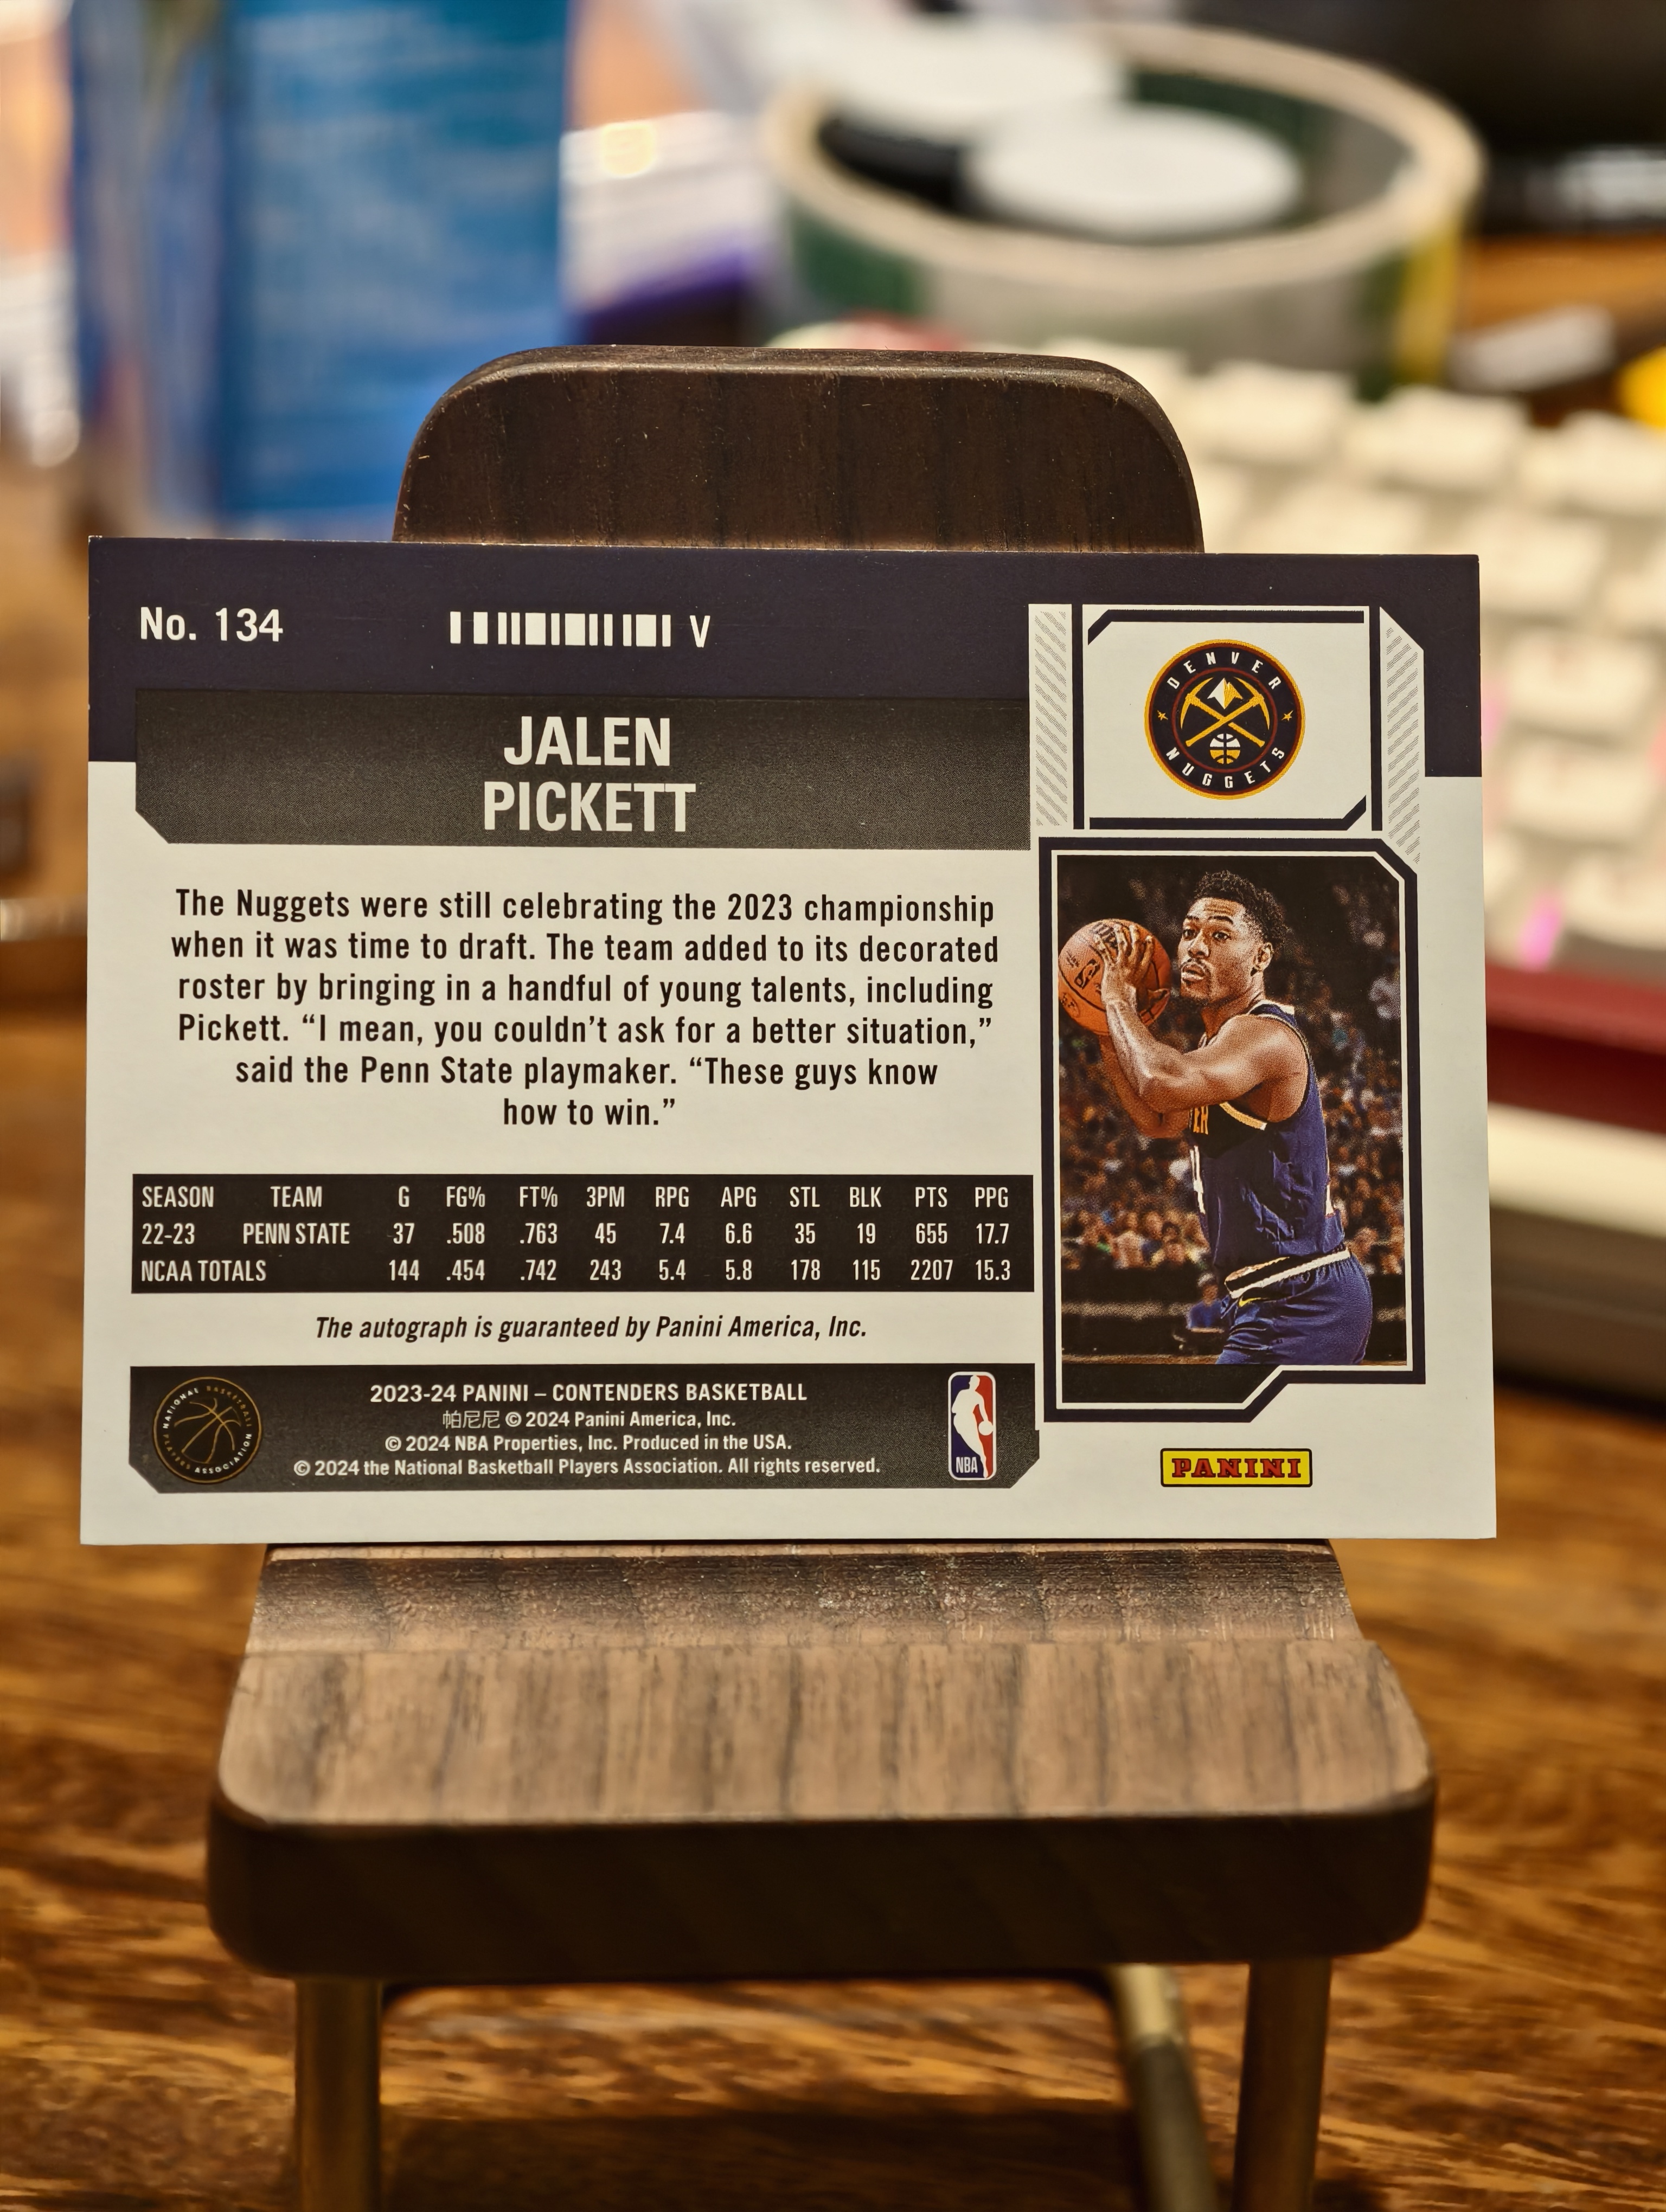 No. 134
V
DENVER
NUGGETS
JALEN
PICKETT
The Nuggets were still celebrating the 2023 championship
when it was time to draft. The team added to its decorated
roster by bringing in a handful of young talents, including
Pickett. “I mean, you couldn’t ask for a better situation,”
said the Penn State playmaker. “These guys know
how to win.”
SEASON TEAM G FG% FT% 3PM RPG APG STL BLK PTS PPG
22-23 PENN STATE 37 .508 .763 45 7.4 6.6 35 19 655 17.7
NCAA TOTALS 144 .454 .742 243 5.4 5.8 178 115 2207 15.3
The autograph is guaranteed by Panini America, Inc.
NATIONAL BASKETBALL
PLAYERS ASSOCIATION
2023-24 PANINI – CONTENDERS BASKETBALL
帕尼尼 © 2024 Panini America, Inc.
© 2024 NBA Properties, Inc. Produced in the USA.
© 2024 the National Basketball Players Association. All rights reserved.
NBA
PANINI